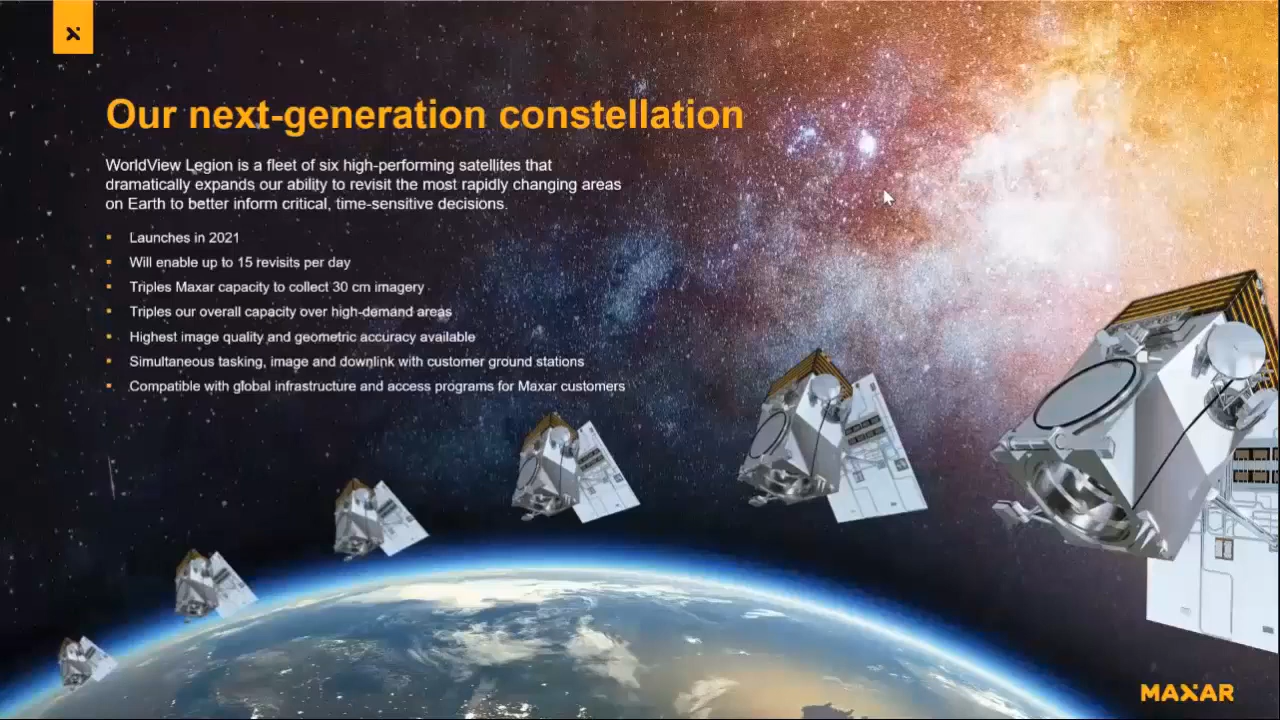 Our next-generation constellation
WorldView Legion is a fleet of six high-performing satellites that
dramatically expands our ability to revisit the most rapidly changing areas
on Earth to better inform critical, time-sensitive decisions.
Launches in 2021
Will enable up to 15 revisits per day
Triples Maxar capacity to collect 30 cm imagery
Triples our overall capacity over high-demand areas
Highest image quality and geometric accuracy available
Simultaneous tasking, image and downlink with customer ground stations
Compatible with global infrastructure and access programs for Maxar customers
MAXAR